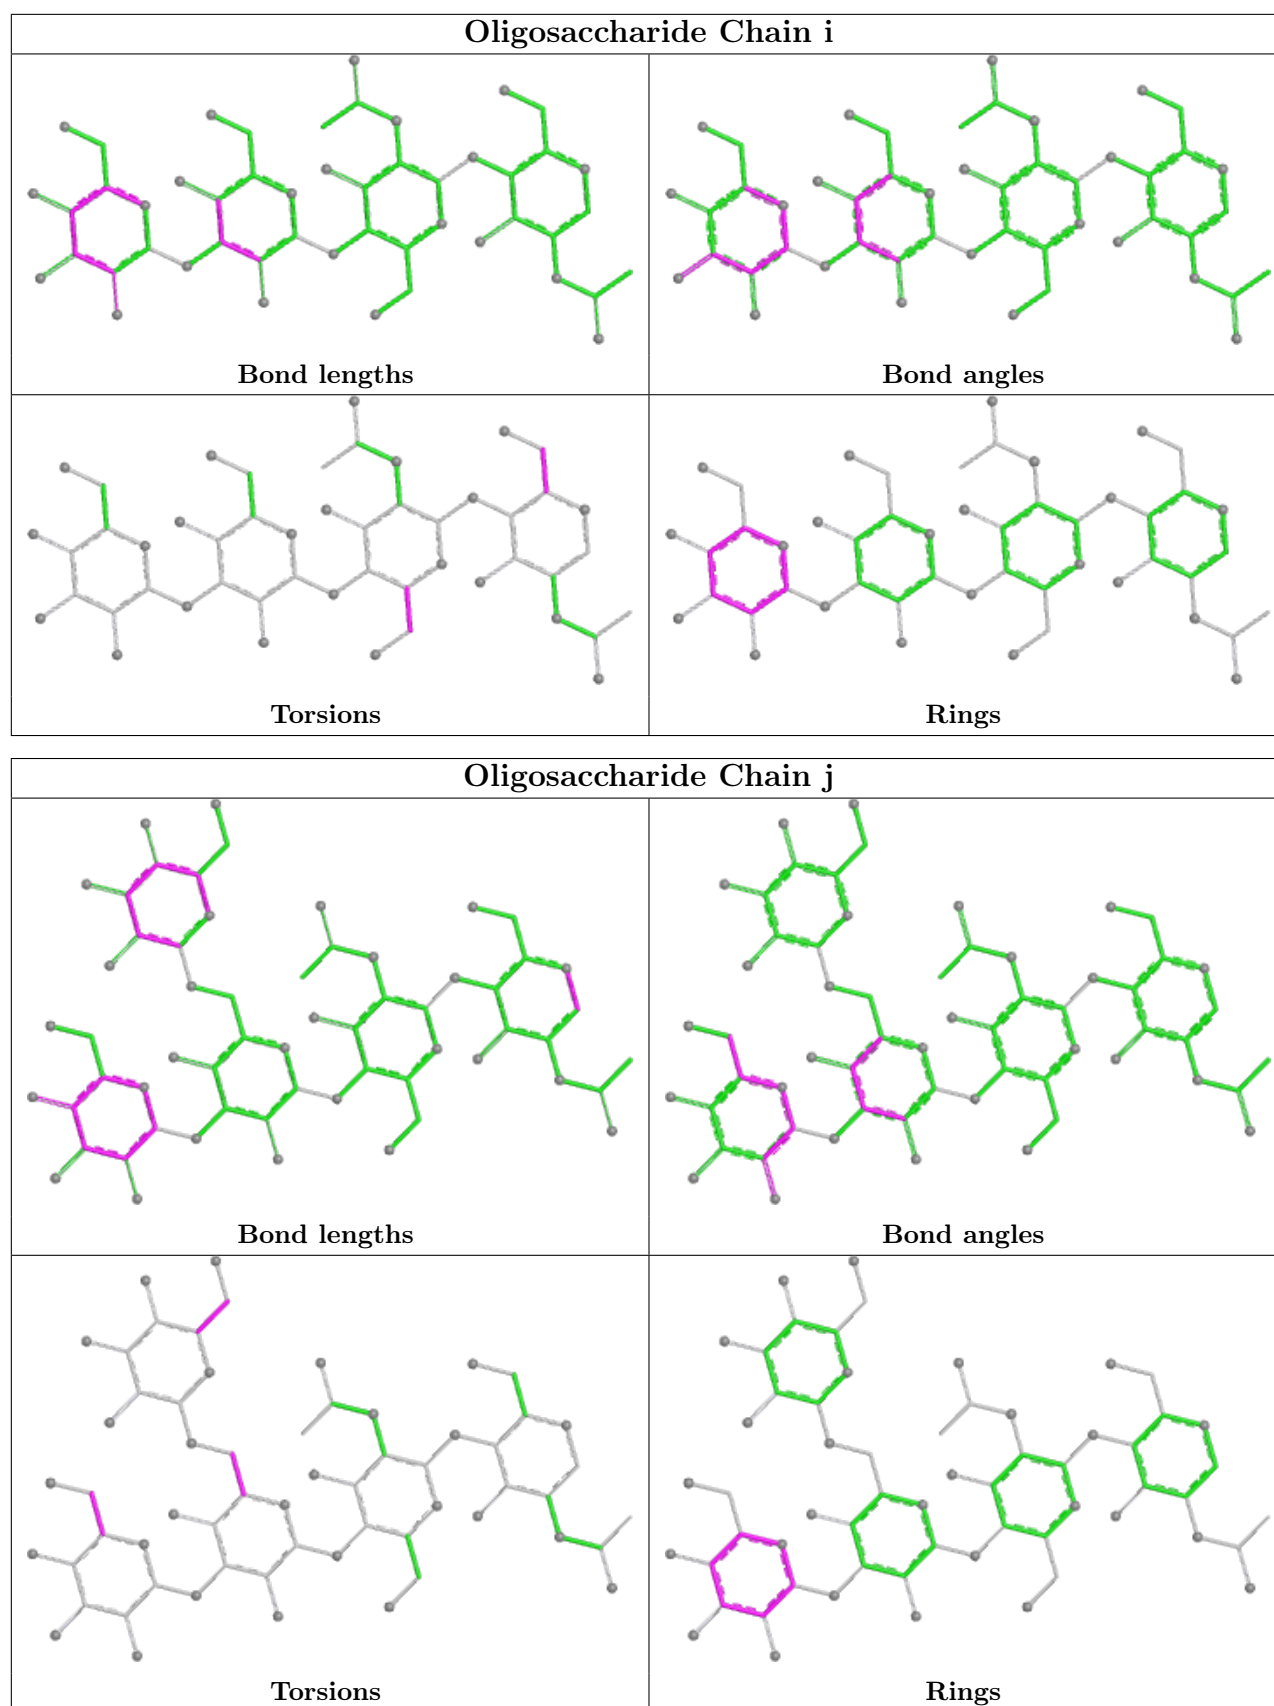 Oligosaccharide Chain i
Bond lengths
Bond angles
Torsions
Rings
Oligosaccharide Chain j
Bond lengths
Bond angles
Torsions
Rings